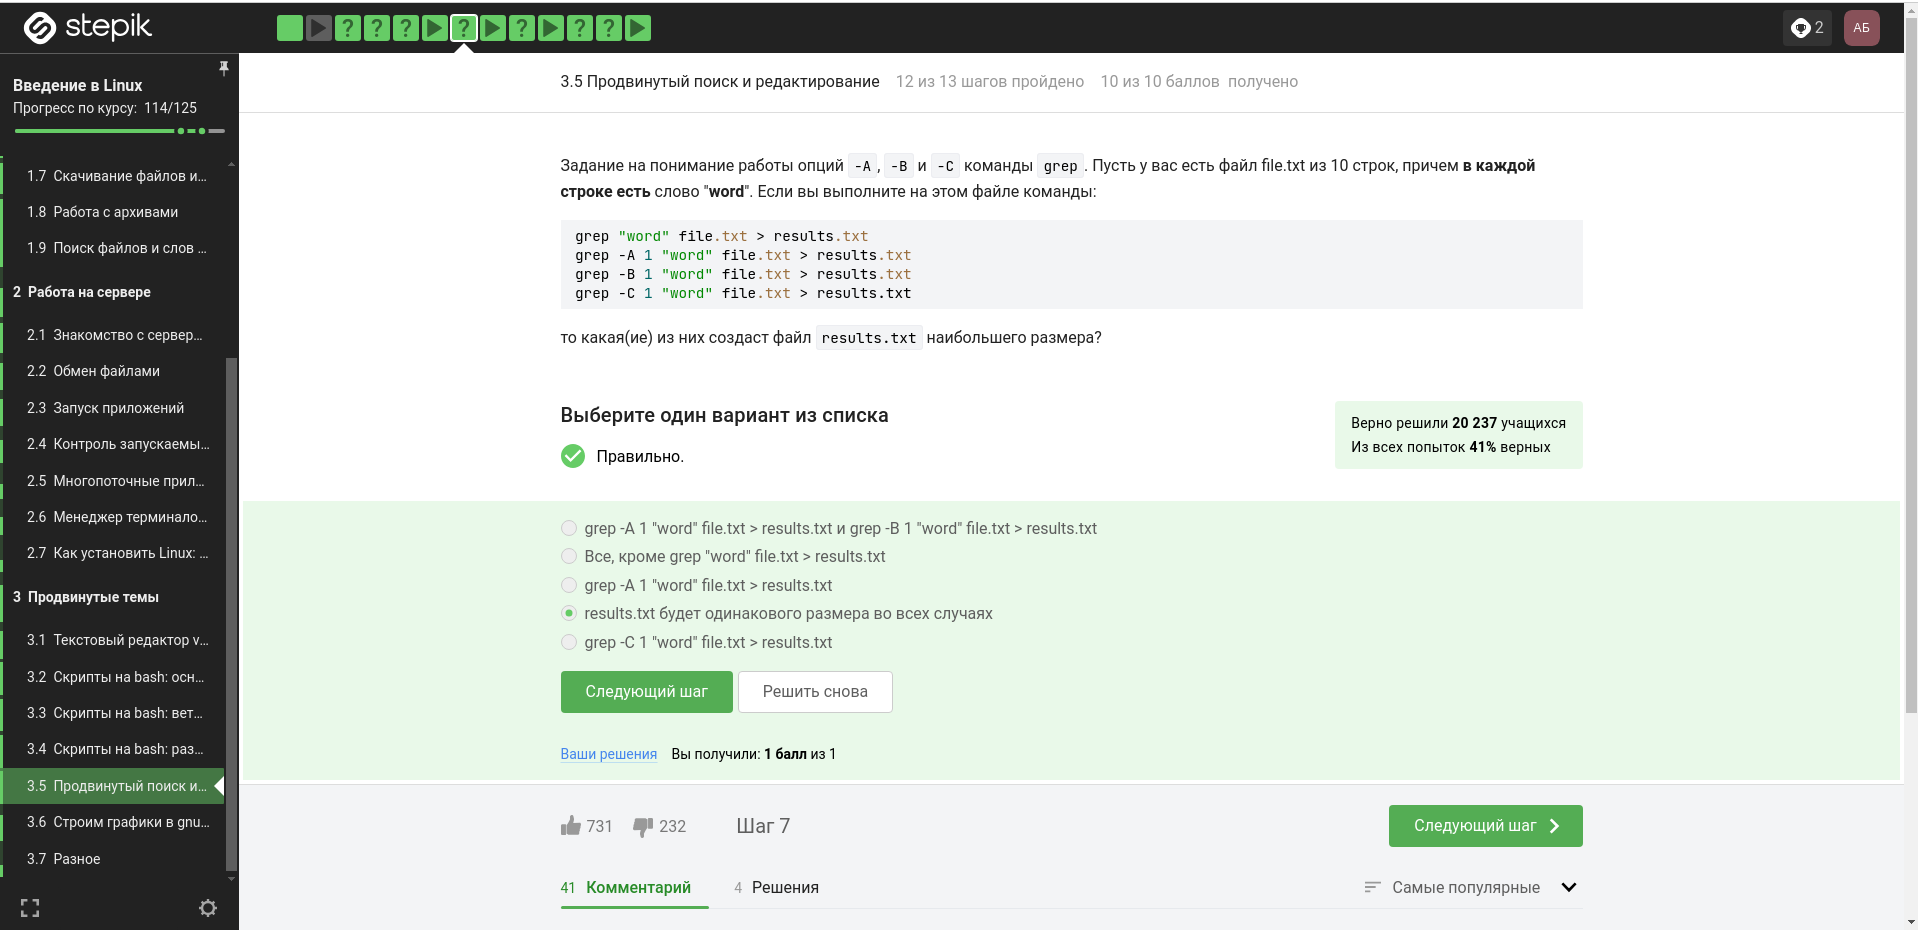 stepik
? ? ? ? ? ? ?
2
АБ
Введение в Linux
Прогресс по курсу: 114/125
1.7 Скачивание файлов и...
1.8 Работа с архивами
1.9 Поиск файлов и слов ...
2 Работа на сервере
2.1 Знакомство с сервер...
2.2 Обмен файлами
2.3 Запуск приложений
2.4 Контроль запускаемы...
2.5 Многопоточные прил...
2.6 Менеджер терминало...
2.7 Как установить Linux: ...
3 Продвинутые темы
3.1 Текстовый редактор v...
3.2 Скрипты на bash: осн...
3.3 Скрипты на bash: вет...
3.4 Скрипты на bash: раз...
3.5 Продвинутый поиск и...
3.6 Строим графики в gnu...
3.7 Разное
3.5 Продвинутый поиск и редактирование 12 из 13 шагов пройдено 10 из 10 баллов получено
Задание на понимание работы опций -A, -B и -C команды grep. Пусть у вас есть файл file.txt из 10 строк, причем в каждой
строке есть слово "word". Если вы выполните на этом файле команды:
grep "word" file.txt > results.txt
grep -A 1 "word" file.txt > results.txt
grep -B 1 "word" file.txt > results.txt
grep -C 1 "word" file.txt > results.txt
то какая(ие) из них создаст файл results.txt наибольшего размера?
Выберите один вариант из списка
Правильно.
Верно решили 20 237 учащихся
Из всех попыток 41% верных
grep -A 1 "word" file.txt > results.txt и grep -B 1 "word" file.txt > results.txt
Все, кроме grep "word" file.txt > results.txt
grep -A 1 "word" file.txt > results.txt
results.txt будет одинакового размера во всех случаях
grep -C 1 "word" file.txt > results.txt
Следующий шаг Решить снова
Ваши решения Вы получили: 1 балл из 1
731 232 Шаг 7 Следующий шаг
41 Комментарий 4 Решения Самые популярные